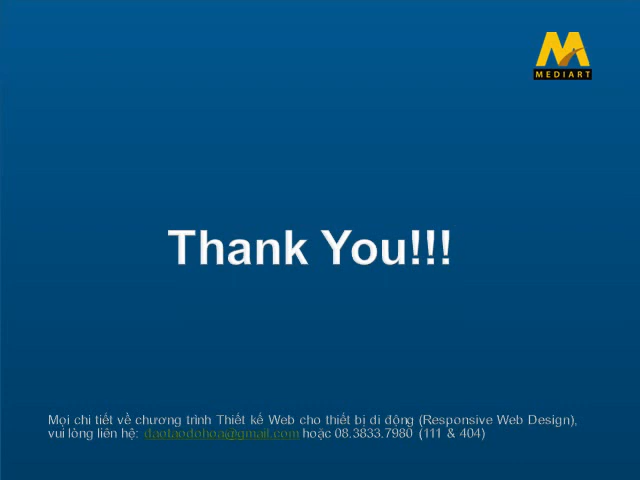 MEDIART
Thank You!!!
Mọi chi tiết về chương trình Thiết kế Web cho thiết bị di động (Responsive Web Design),
vui lòng liên hệ: daotaodohoa@gmail.com hoặc 08.3833.7980 (111 & 404)